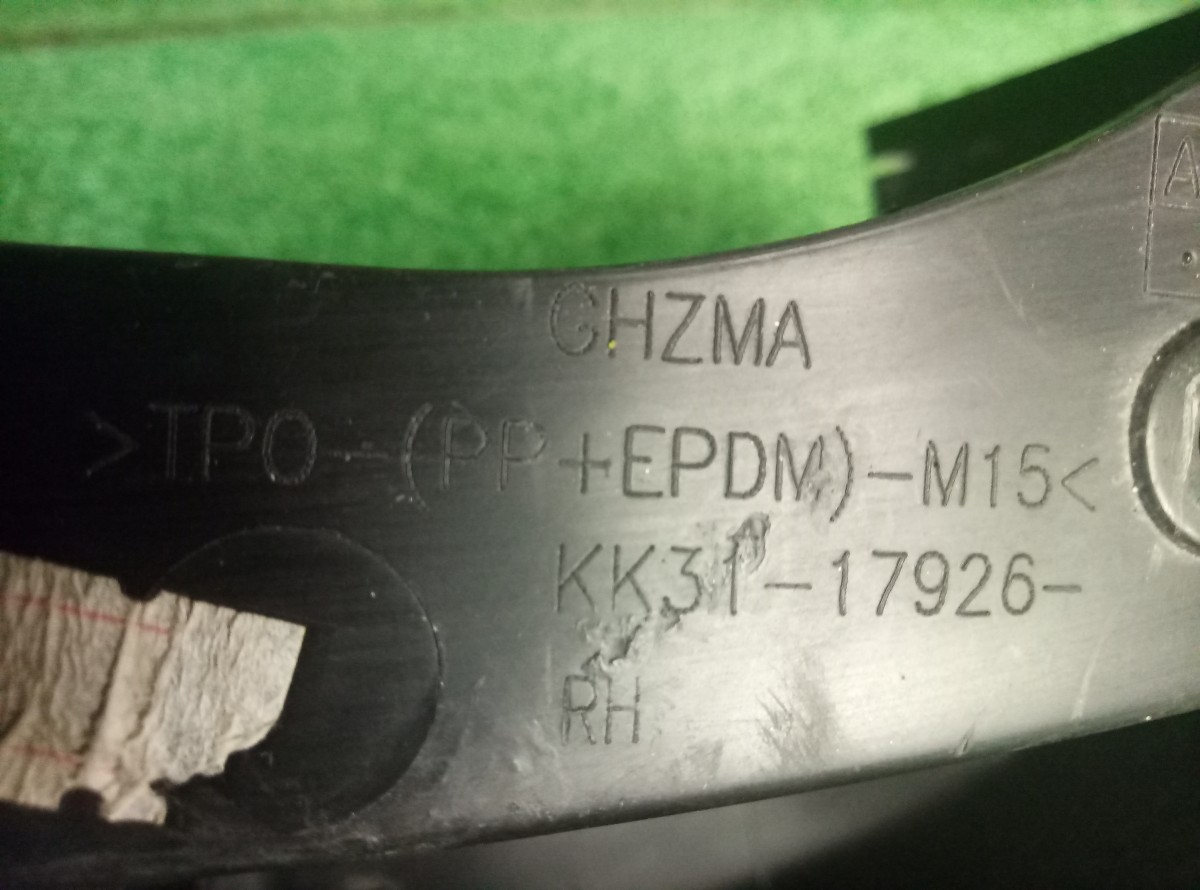 GHZMA
>TPO-(PP+EPDM)-M15<
KK31-17926-
RH
A